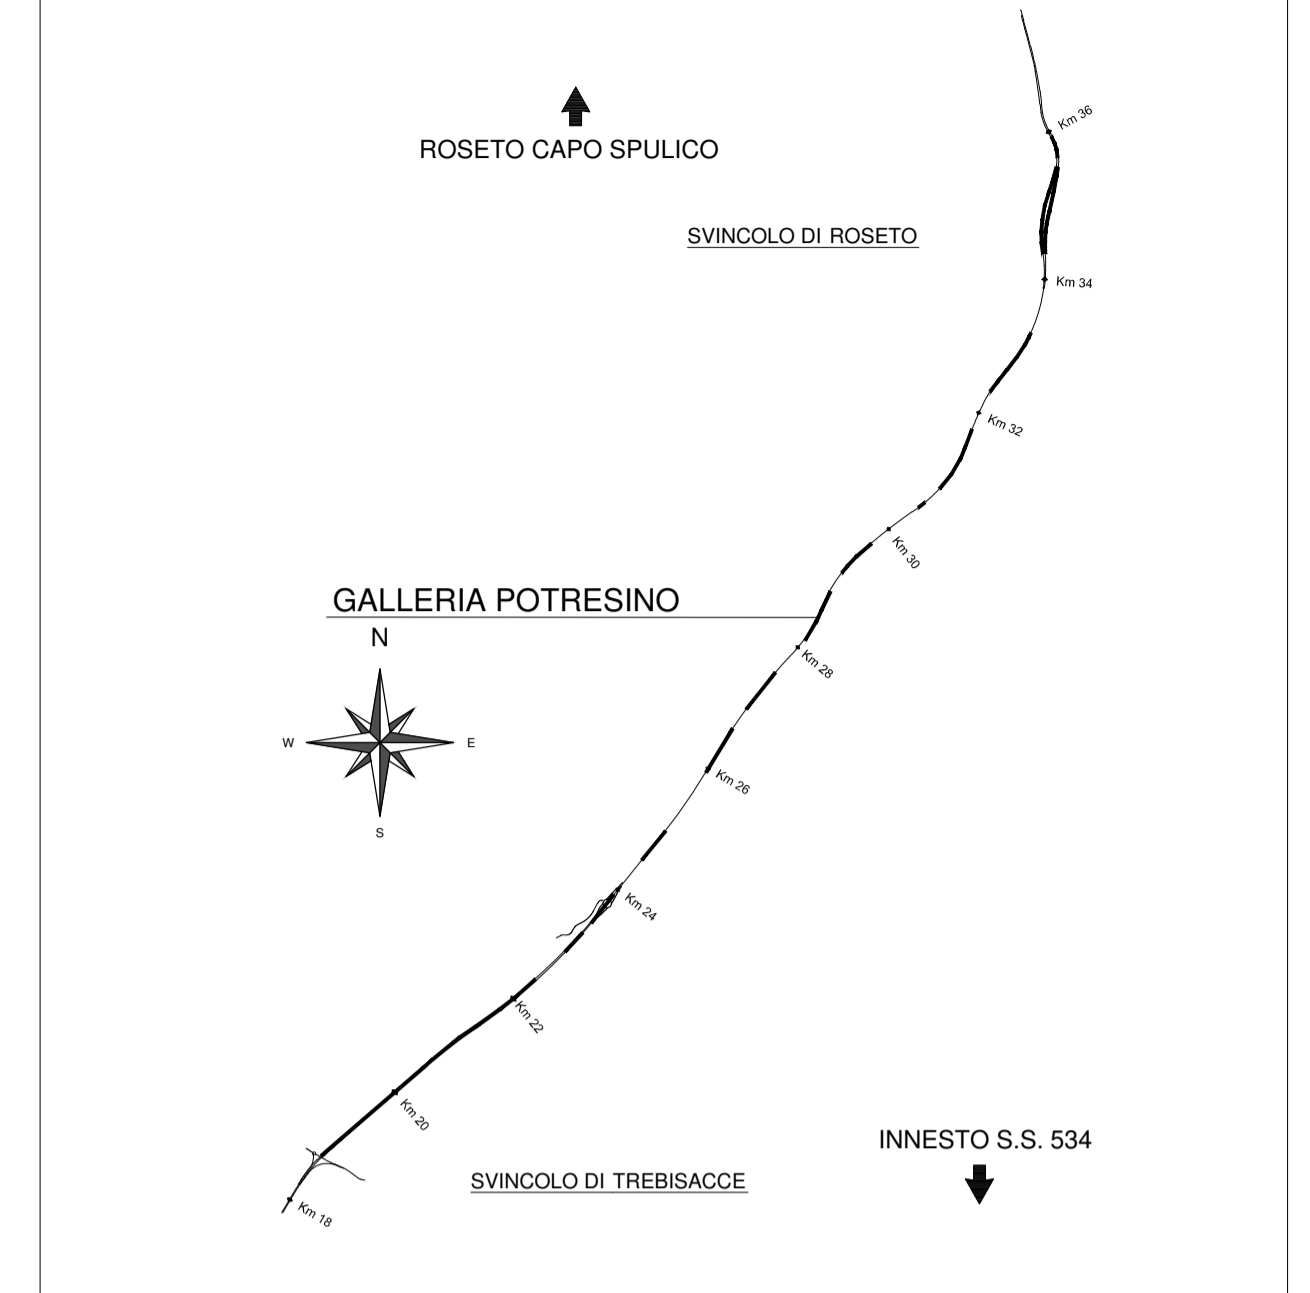 Km 36
ROSETO CAPO SPULICO
SVINCOLO DI ROSETO
Km 34
Km 32
Km 30
GALLERIA POTRESINO
N
Km 28
W
E
Km 26
S
Km 24
Km 22
Km 20
INNESTO S.S. 534
SVINCOLO DI TREBISACCE
Km 18